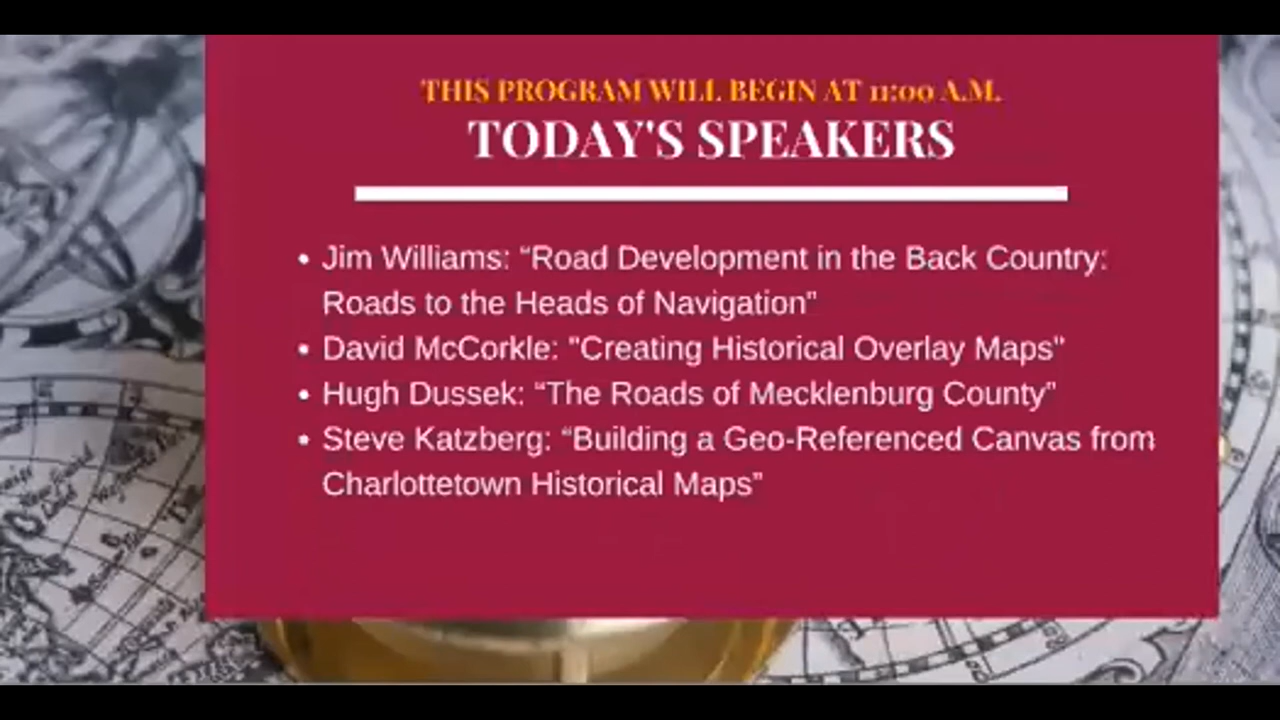 THIS PROGRAM WILL BEGIN AT 11:00 A.M.
TODAY'S SPEAKERS
• Jim Williams: “Road Development in the Back Country:
Roads to the Heads of Navigation”
• David McCorkle: "Creating Historical Overlay Maps"
• Hugh Dussek: “The Roads of Mecklenburg County”
• Steve Katzberg: “Building a Geo-Referenced Canvas from
Charlottetown Historical Maps”